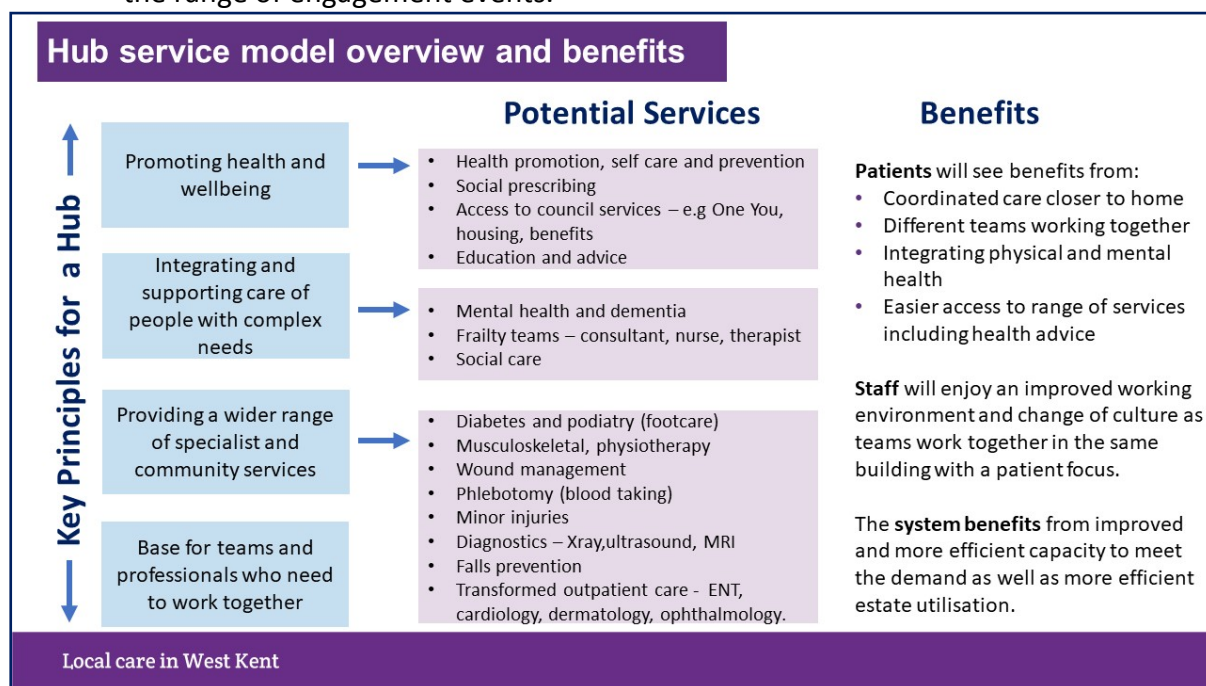 the range of engagement events.
Hub service model overview and benefits
Key Principles for a Hub
Promoting health and
wellbeing
Integrating and
supporting care of
people with complex
needs
Providing a wider range
of specialist and
community services
Base for teams and
professionals who need
to work together
Potential Services
• Health promotion, self care and prevention
• Social prescribing
• Access to council services – e.g One You,
housing, benefits
• Education and advice
• Mental health and dementia
• Frailty teams – consultant, nurse, therapist
• Social care
• Diabetes and podiatry (footcare)
• Musculoskeletal, physiotherapy
• Wound management
• Phlebotomy (blood taking)
• Minor injuries
• Diagnostics – Xray,ultrasound, MRI
• Falls prevention
• Transformed outpatient care - ENT,
cardiology, dermatology, ophthalmology.
Benefits
Patients will see benefits from:
• Coordinated care closer to home
• Different teams working together
• Integrating physical and mental
health
• Easier access to range of services
including health advice
Staff will enjoy an improved working
environment and change of culture as
teams work together in the same
building with a patient focus.
The system benefits from improved
and more efficient capacity to meet
the demand as well as more efficient
estate utilisation.
Local care in West Kent